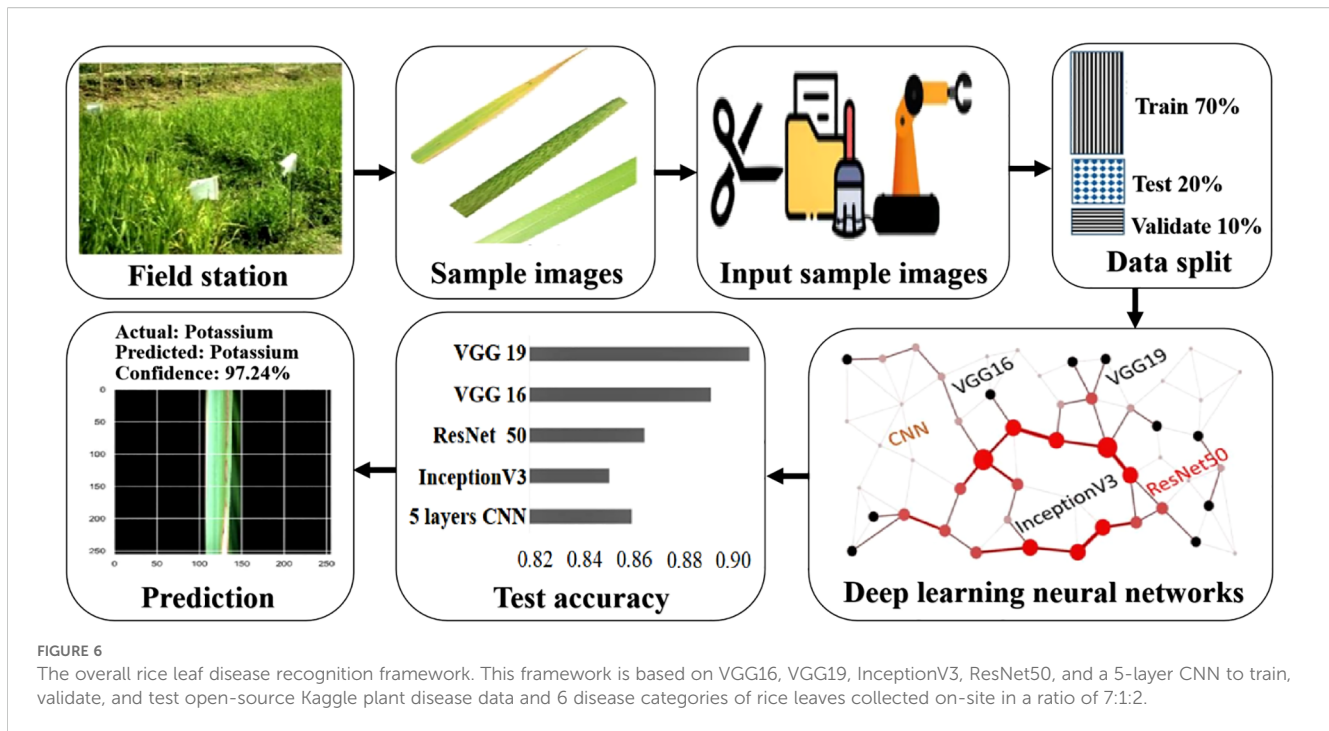 Field station
Sample images
Input sample images
Train 70%
Test 20%
Validate 10%
Data split
Actual: Potassium
Predicted: Potassium
Confidence: 97.24%
0
50
100
150
200
250
0 50 100 150 200 250
Prediction
VGG 19
VGG 16
ResNet 50
InceptionV3
5 layers CNN
0.82 0.84 0.86 0.88 0.90
Test accuracy
VGG16
VGG19
CNN
InceptionV3
ResNet50
Deep learning neural networks
FIGURE 6
The overall rice leaf disease recognition framework. This framework is based on VGG16, VGG19, InceptionV3, ResNet50, and a 5-layer CNN to train,
validate, and test open-source Kaggle plant disease data and 6 disease categories of rice leaves collected on-site in a ratio of 7:1:2.